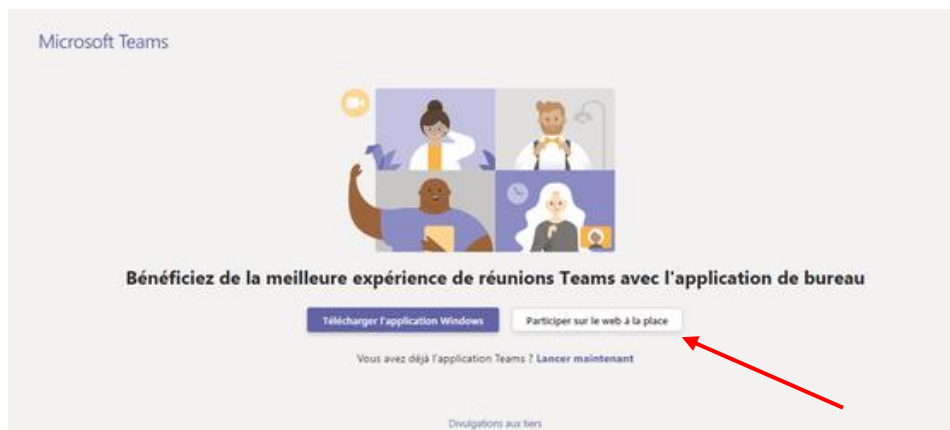 Microsoft Teams
Bénéficiez de la meilleure expérience de réunions Teams avec l'application de bureau
Télécharger l'application Windows
Participer sur le web à la place
Vous avez déjà l'application Teams ? Lancer maintenant
Divulgations aux tiers